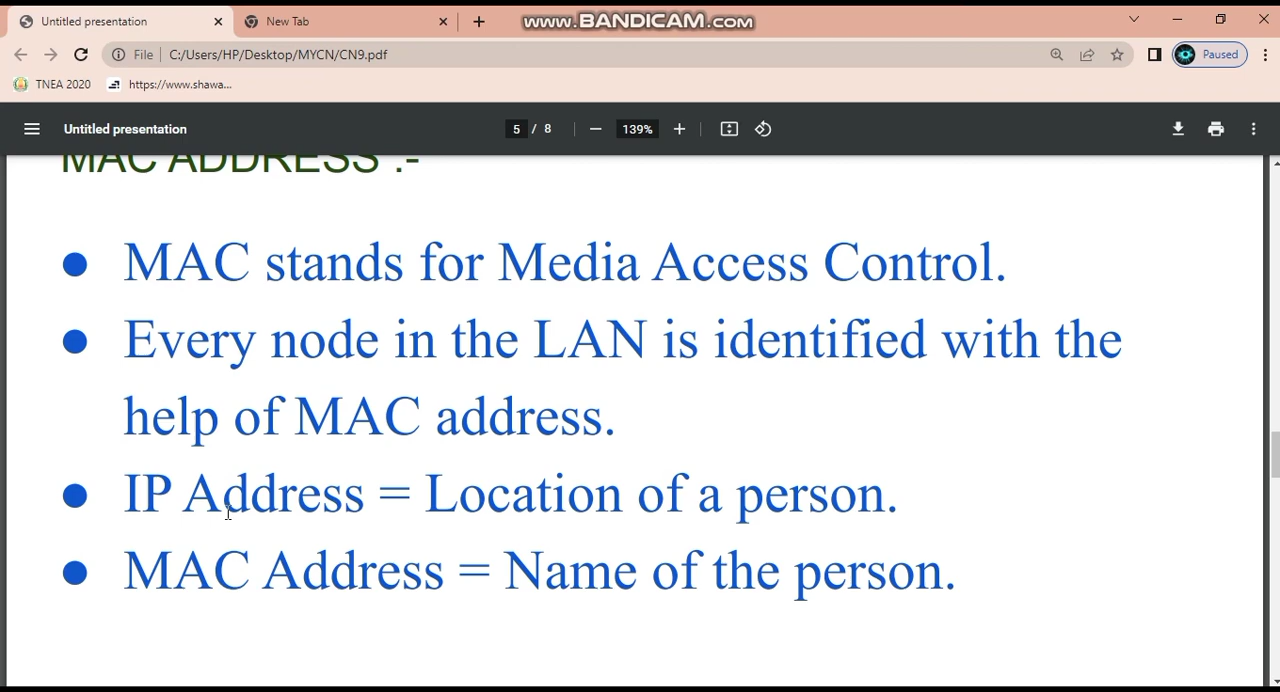 Untitled presentation
New Tab
www.BANDICAM.com
File
C:/Users/HP/Desktop/MYCN/CN9.pdf
Paused
TNEA 2020
https://www.shawa...
Untitled presentation
5 / 8
139%
MAC ADDRESS :-
● MAC stands for Media Access Control.
● Every node in the LAN is identified with the
help of MAC address.
● IP Address = Location of a person.
● MAC Address = Name of the person.